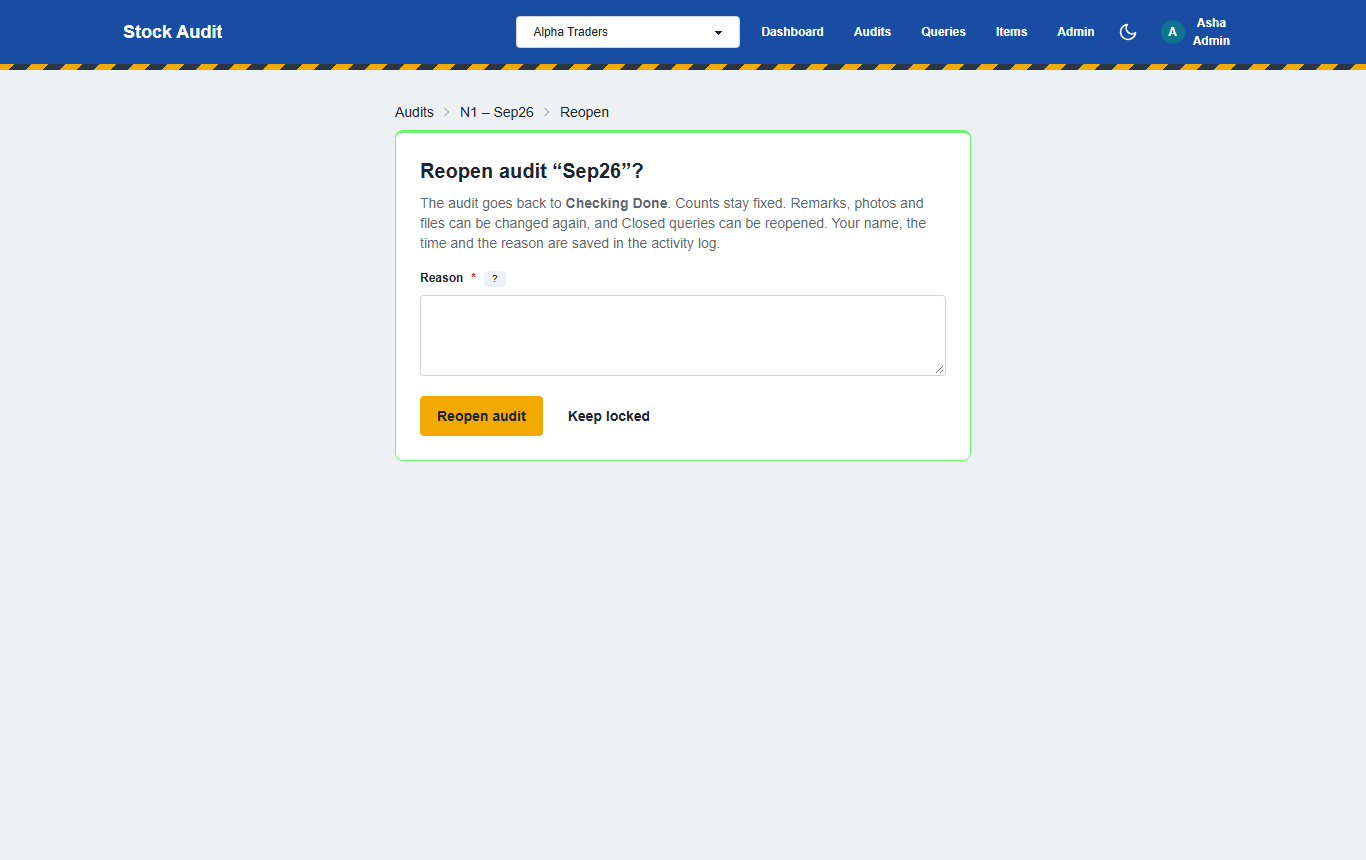 Stock Audit
Alpha Traders
Dashboard
Audits
Queries
Items
Admin
A
Asha
Admin
Audits
N1 – Sep26
Reopen
Reopen audit “Sep26”?
The audit goes back to Checking Done. Counts stay fixed. Remarks, photos and
files can be changed again, and Closed queries can be reopened. Your name, the
time and the reason are saved in the activity log.
Reason * ?
Reopen audit
Keep locked